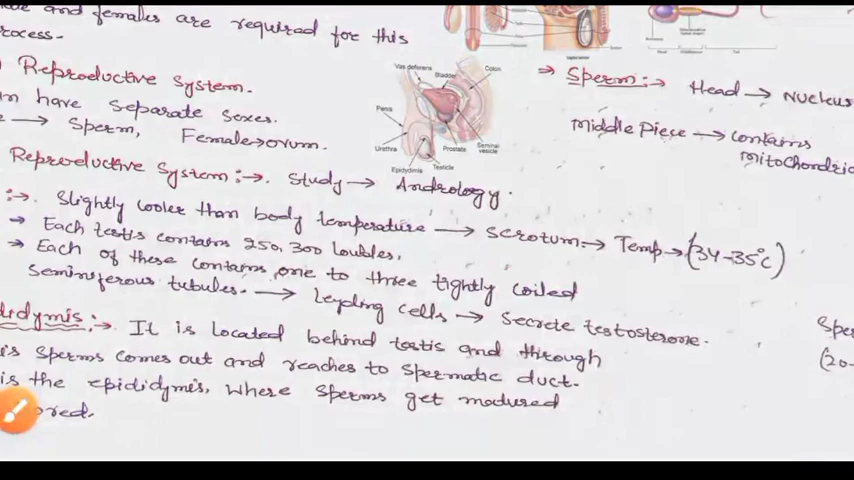 and females are required for this
process.
Reproductive System.
have separate sexes.
→ Sperm, Female→ovum.
Reproductive System:→ Study→ Andrology.
:→ Slightly cooler than body temperature → Scrotum→ Temp→(34-35°C)
→ Each testis contains 250,300 loubles.
→ Each of these contains one to three tightly coiled
Seminiferous tubules. → Leyding cells → Secrete testosterone.
didymis:→ It is located behind testis and through
is sperms comes out and reaches to spermatic duct.
is the epididymis, where sperms get matured
ored.
Vas deferens
Bladder
Colon
Penis
Urethra
Prostate
Seminal
vesicle
Epididymis
Testicle
⇒ Sperm:→ Head → Nucleus
Middle Piece → contains
mitochondria
Spe
(20-